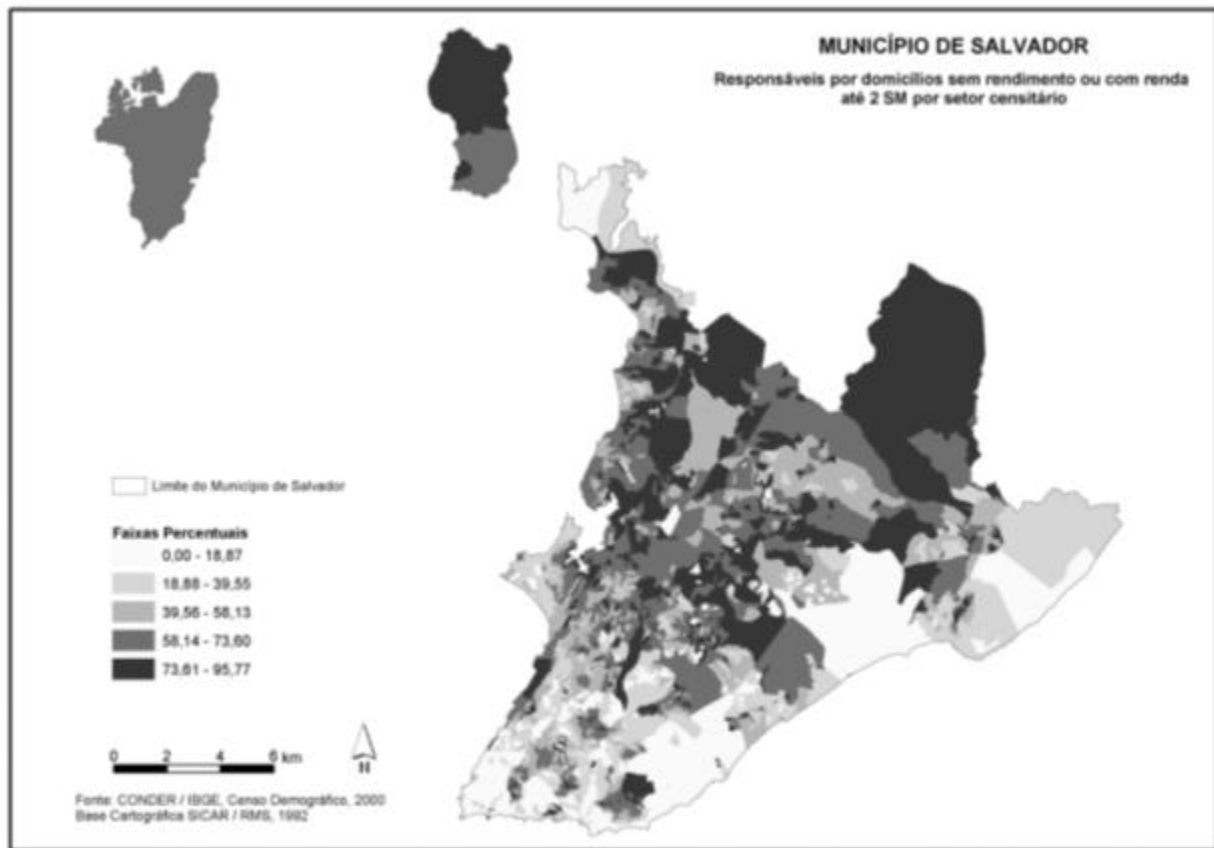 MUNICÍPIO DE SALVADOR
Responsáveis por domicílios sem rendimento ou com renda
até 2 SM por setor censitário
Limite do Município de Salvador
Faixas Percentuais
0,00 - 18,87
18,88 - 39,55
39,56 - 58,13
58,14 - 73,60
73,61 - 95,77
0 2 4 6 km
N
Fonte: CONDER / IBGE, Censo Demográfico, 2000
Base Cartográfica SICAR / RMS, 1992